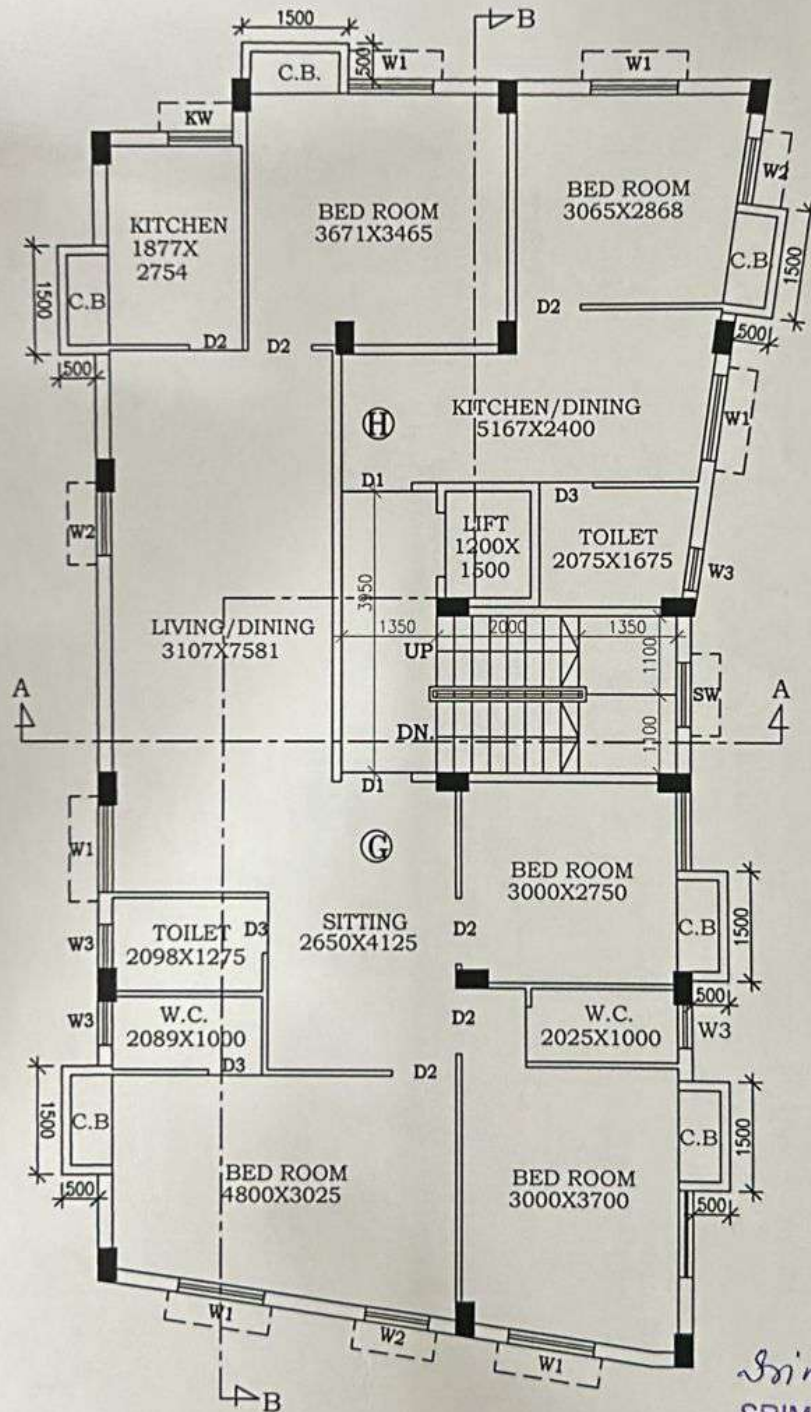 1500
B
500
W1
W1
C.B.
KW
W2
BED ROOM
3065X2868
BED ROOM
3671X3465
KITCHEN
1877X
2754
1500
C.B.
1500
C.B
D2
D2
D2
500
500
KITCHEN/DINING
5167X2400
H
W1
D1
D3
LIFT
1200X
1500
TOILET
2075X1675
W2
W3
3950
LIVING/DINING
3107X7581
1350
2000
1350
UP
1100
A
A
SW
DN.
1100
D1
W1
G
BED ROOM
3000X2750
SITTING
2650X4125
C.B
1500
TOILET
2098X1275
D3
D2
W3
500
W.C.
2089X1000
W.C.
2025X1000
W3
D2
W3
D3
D2
1500
C.B
C.B
1500
BED ROOM
4800X3025
BED ROOM
3000X3700
500
500
W1
W2
W1
B